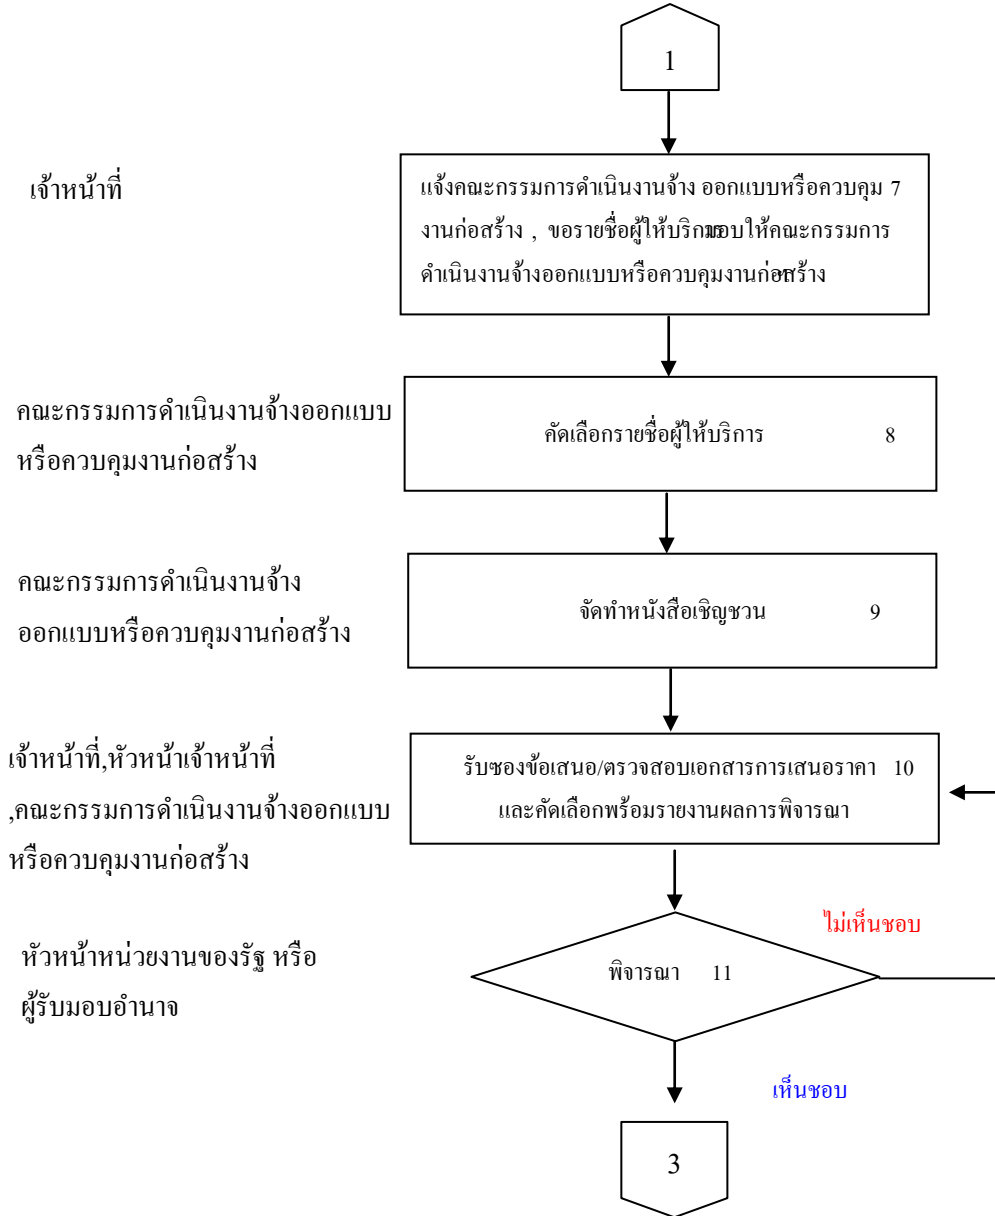 1
เจ้าหน้าที่
แจ้งคณะกรรมการดำเนินงานจ้าง ออกแบบหรือควบคุม 7
งานก่อสร้าง , ขอรายชื่อผู้ให้บริการ มอบให้คณะกรรมการ
ดำเนินงานจ้างออกแบบหรือควบคุมงานก่อสร้าง
คณะกรรมการดำเนินงานจ้างออกแบบ
หรือควบคุมงานก่อสร้าง
คัดเลือกรายชื่อผู้ให้บริการ 8
คณะกรรมการดำเนินงานจ้าง
ออกแบบหรือควบคุมงานก่อสร้าง
จัดทำหนังสือเชิญชวน 9
เจ้าหน้าที่,หัวหน้าเจ้าหน้าที่
,คณะกรรมการดำเนินงานจ้างออกแบบ
หรือควบคุมงานก่อสร้าง
รับซองข้อเสนอ/ตรวจสอบเอกสารการเสนอราคา 10
และคัดเลือกพร้อมรายงานผลการพิจารณา
ไม่เห็นชอบ
หัวหน้าหน่วยงานของรัฐ หรือ
ผู้รับมอบอำนาจ
พิจารณา 11
เห็นชอบ
3